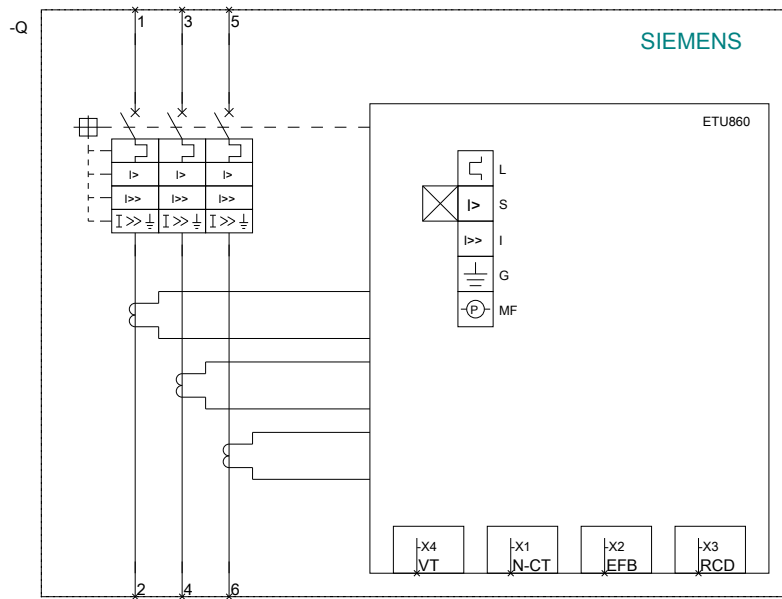 -Q
1 3 5
SIEMENS
ETU860
L
I> I> I>
I> S
I>> I>> I>>
I>> I
I>> I>> I>>
G
P MF
-X4 -X1 -X2 -X3
VT N-CT EFB RCD
2 4 6